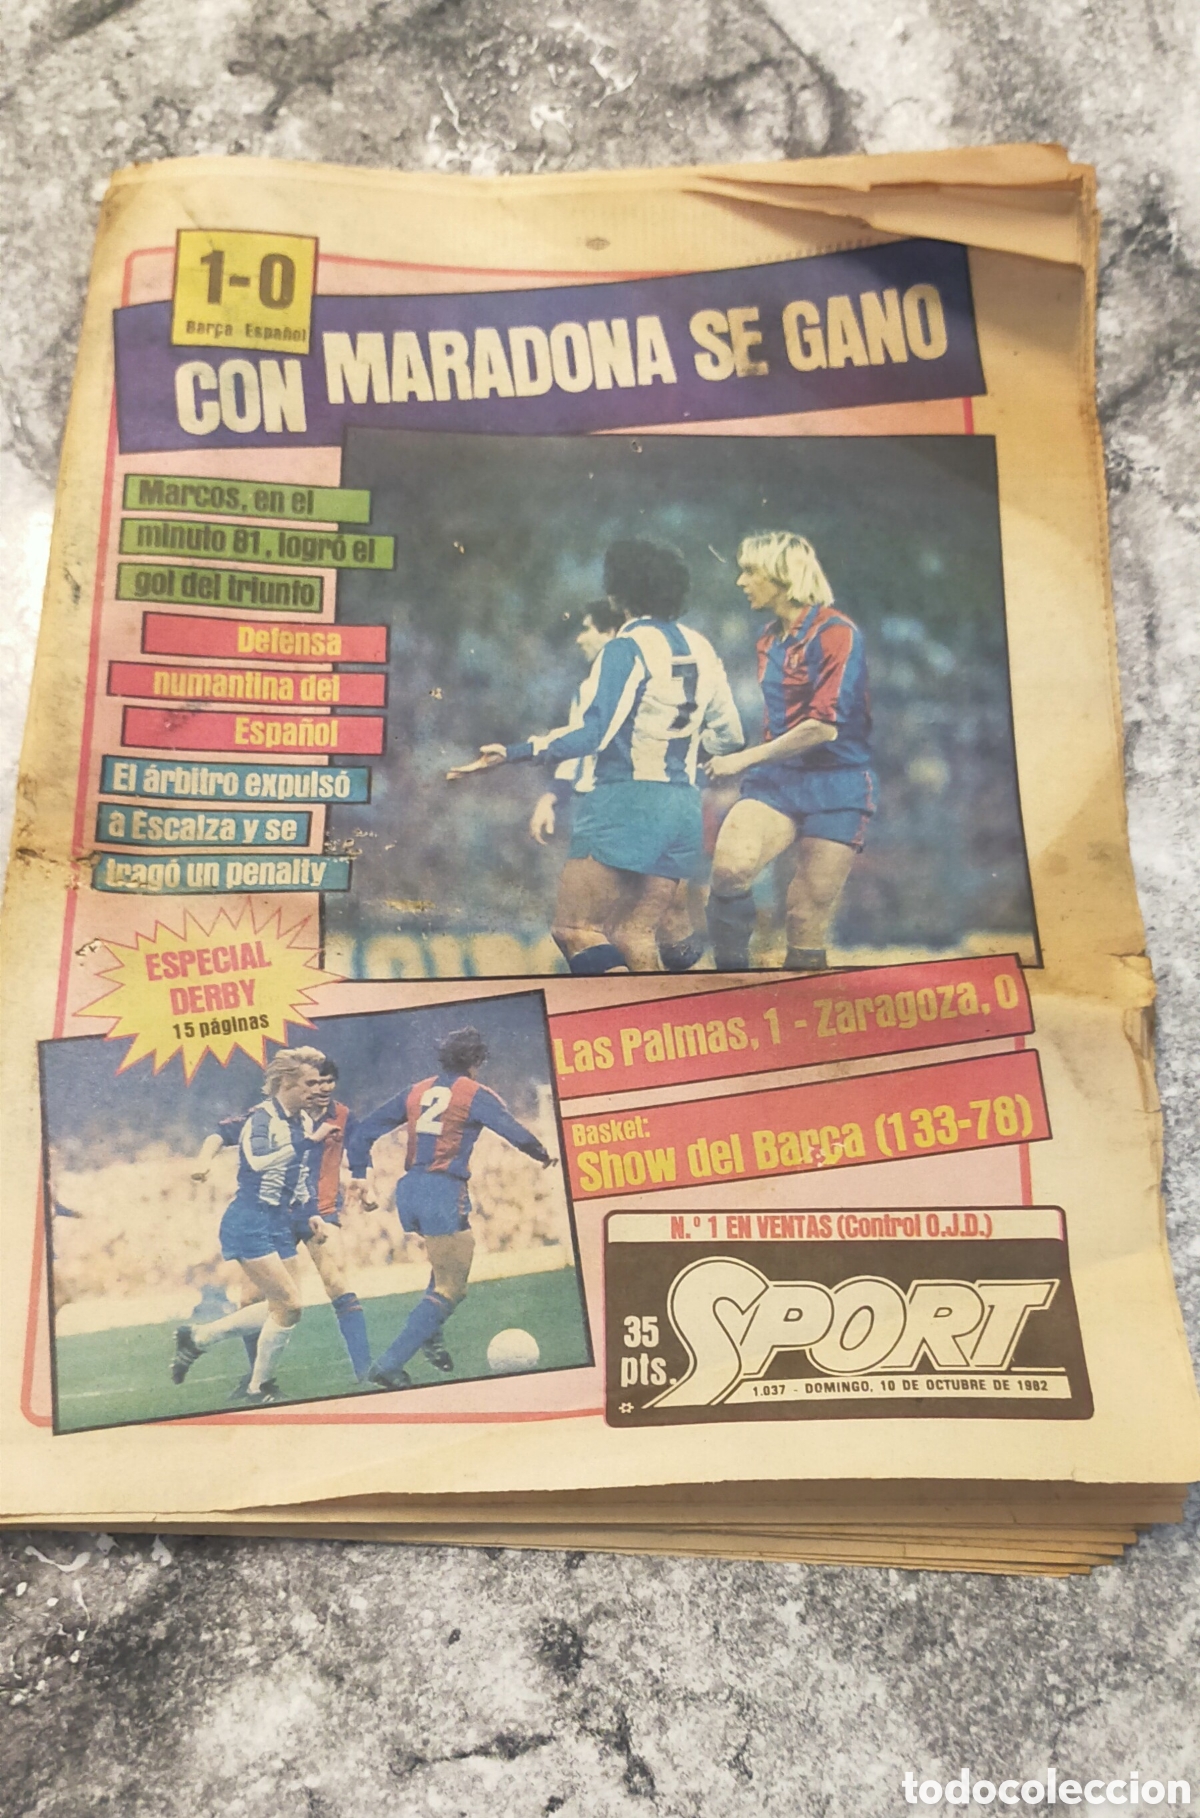 1-0
Barça Español
CON MARADONA SE GANO
Marcos, en el
minuto 81, logró el
gol del triunfo
Defensa
numantina del
Español
El árbitro expulsó
a Escalza y se
tragó un penalty
ESPECIAL
DERBY
15 páginas
7
2
Las Palmas, 1 - Zaragoza, 0
Basket:
Show del Barça (133-78)
N.º 1 EN VENTAS (Control O.J.D.)
35
pts.
SPORT
1.037 - DOMINGO, 10 DE OCTUBRE DE 1982
todocoleccion